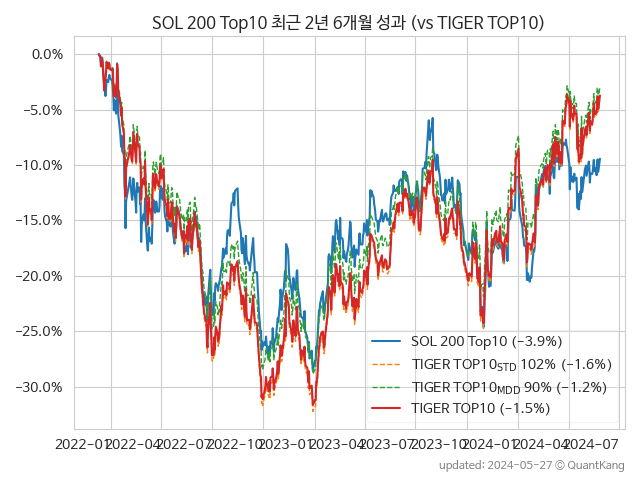 SOL 200 Top10 최근 2년 6개월 성과 (vs TIGER TOP10)
0.0%
−5.0%
−10.0%
−15.0%
−20.0%
−25.0%
−30.0%
SOL 200 Top10 (−3.9%)
TIGER TOP10STD 102% (−1.6%)
TIGER TOP10MDD 90% (−1.2%)
TIGER TOP10 (−1.5%)
2022-01 2022-04 2022-07 2022-10 2023-01 2023-04 2023-07 2023-10 2024-01 2024-04 2024-07
updated: 2024-05-27 © QuantKang